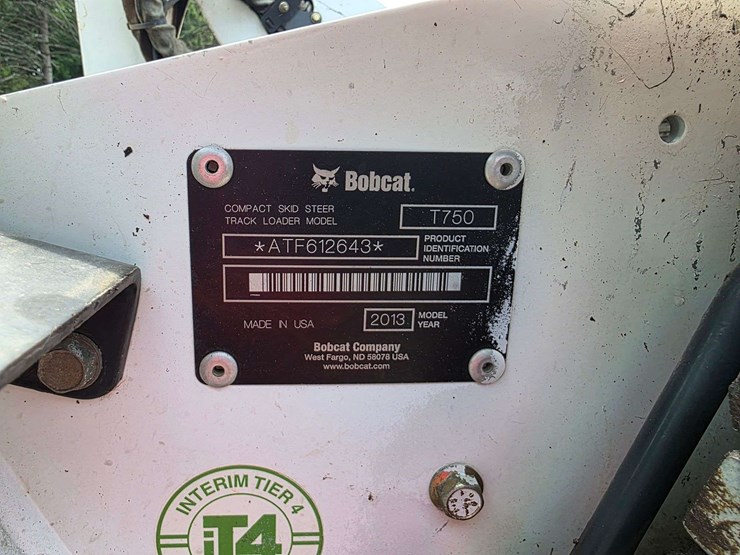 Bobcat.
COMPACT SKID STEER
TRACK LOADER MODEL
T750
*ATF612643*
PRODUCT
IDENTIFICATION
NUMBER
MADE IN USA
2013
MODEL
YEAR
Bobcat Company
West Fargo, ND 58078 USA
www.bobcat.com
INTERIM TIER 4
iT4